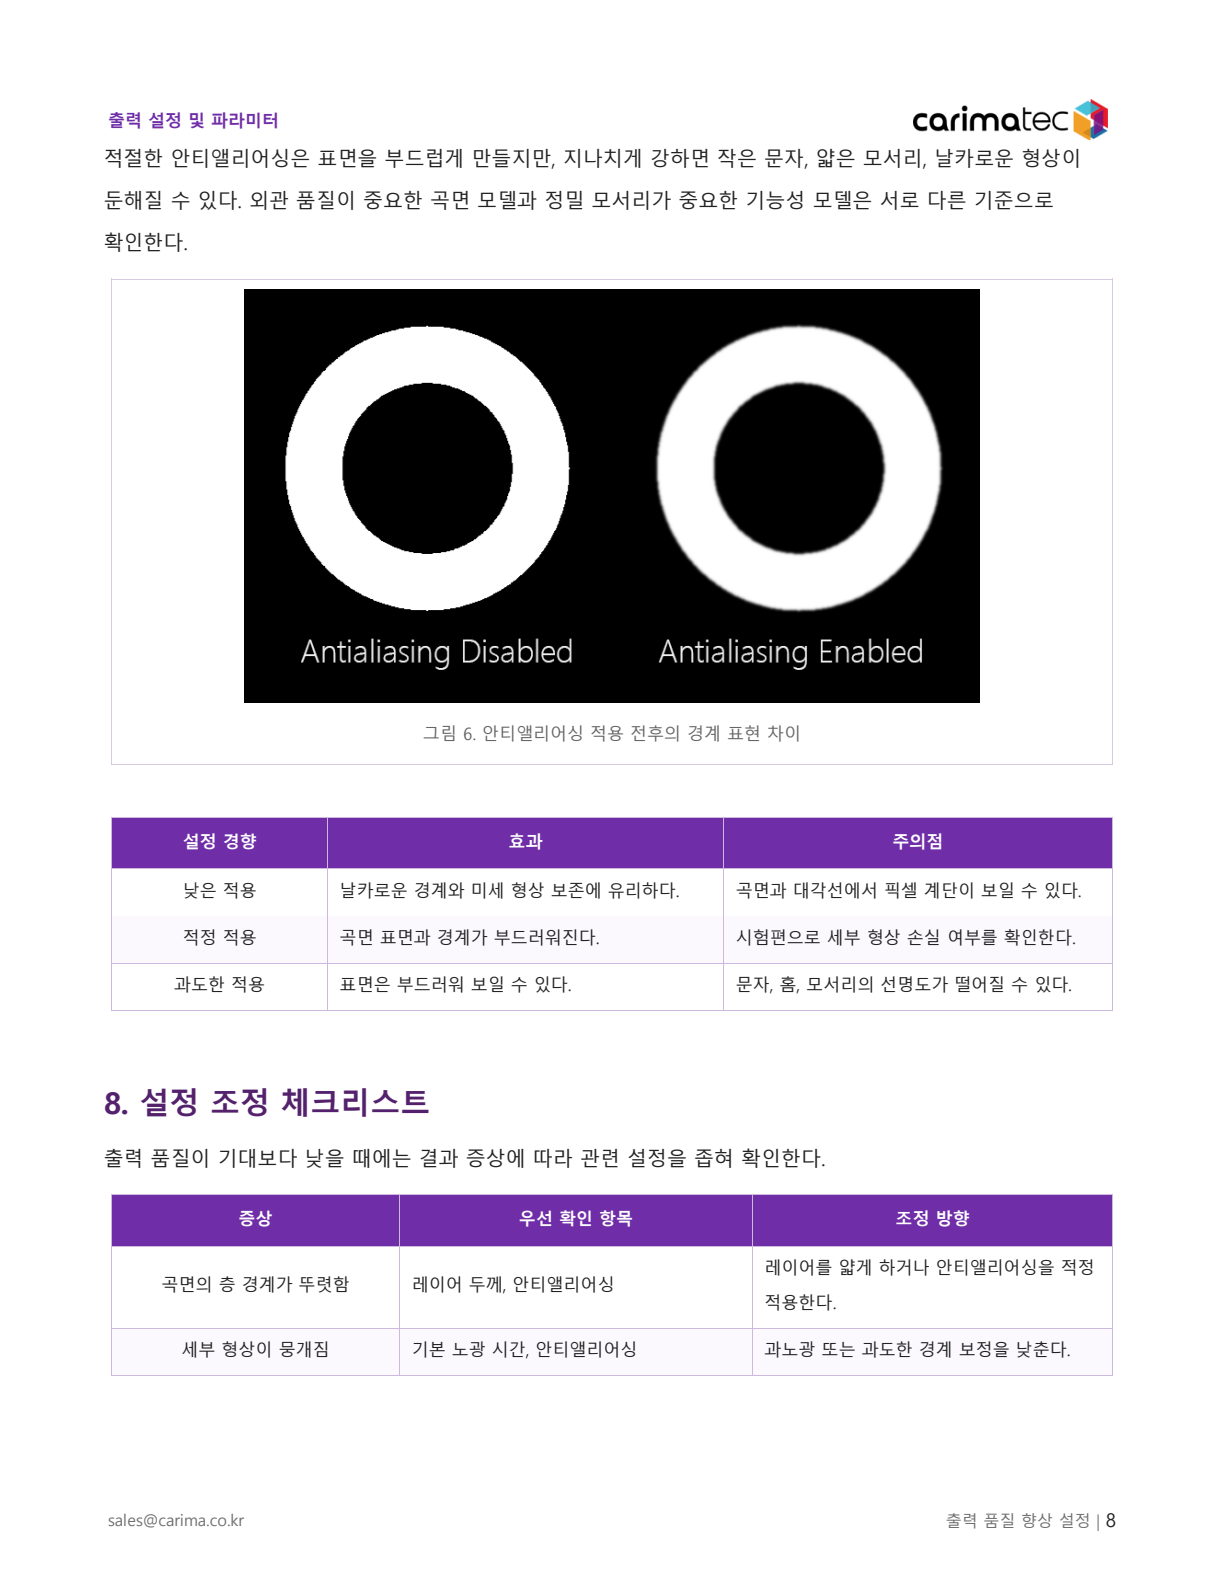 출력 설정 및 파라미터
carimatec
적절한 안티앨리어싱은 표면을 부드럽게 만들지만, 지나치게 강하면 작은 문자, 얇은 모서리, 날카로운 형상이
둔해질 수 있다. 외관 품질이 중요한 곡면 모델과 정밀 모서리가 중요한 기능성 모델은 서로 다른 기준으로
확인한다.
Antialiasing Disabled
Antialiasing Enabled
그림 6. 안티앨리어싱 적용 전후의 경계 표현 차이
설정 경향
효과
주의점
낮은 적용
날카로운 경계와 미세 형상 보존에 유리하다.
곡면과 대각선에서 픽셀 계단이 보일 수 있다.
적정 적용
곡면 표면과 경계가 부드러워진다.
시험편으로 세부 형상 손실 여부를 확인한다.
과도한 적용
표면은 부드러워 보일 수 있다.
문자, 홈, 모서리의 선명도가 떨어질 수 있다.
8. 설정 조정 체크리스트
출력 품질이 기대보다 낮을 때에는 결과 증상에 따라 관련 설정을 좁혀 확인한다.
증상
우선 확인 항목
조정 방향
곡면의 층 경계가 뚜렷함
레이어 두께, 안티앨리어싱
레이어를 얇게 하거나 안티앨리어싱을 적정
적용한다.
세부 형상이 뭉개짐
기본 노광 시간, 안티앨리어싱
과노광 또는 과도한 경계 보정을 낮춘다.
sales@carima.co.kr
출력 품질 향상 설정 | 8